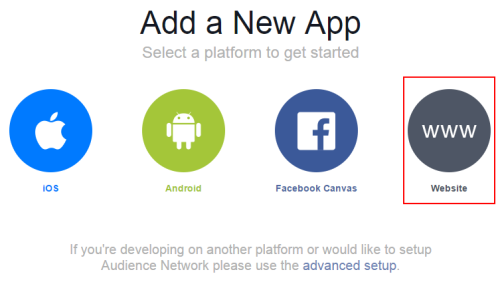 Add a New App
Select a platform to get started
www
iOS
Android
Facebook Canvas
Website
If you're developing on another platform or would like to setup
Audience Network please use the advanced setup.